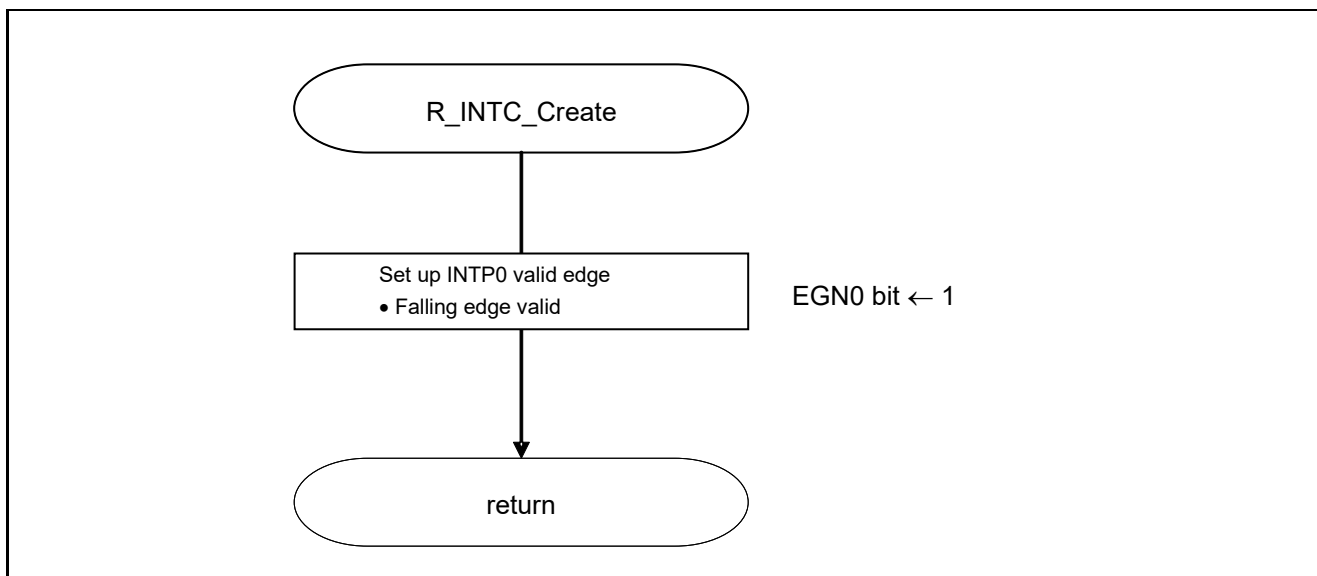 R_INTC_Create
Set up INTP0 valid edge
• Falling edge valid
EGN0 bit ← 1
return